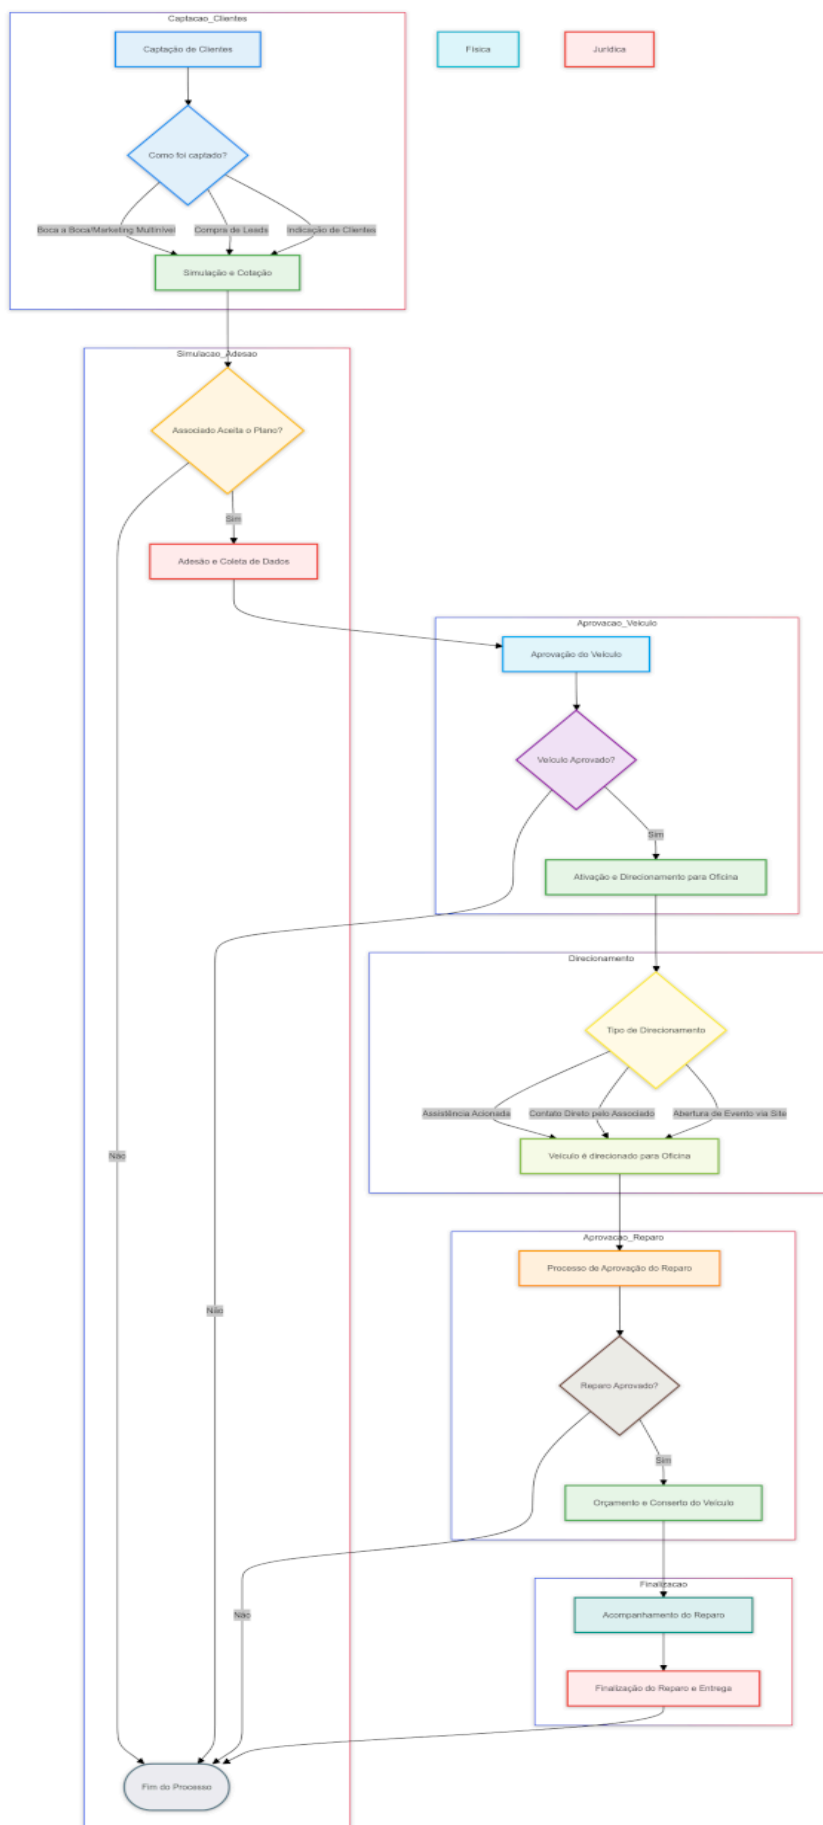 Captacao_Clientes
Captação de Clientes
Física
Jurídica
Como foi captado?
Boca a Boca/Marketing Multinível
Compra de Leads
Indicação de Clientes
Simulação e Cotação
Simulacao_Adesao
Associado Aceita o Plano?
Sim
Adesão e Coleta de Dados
Aprovacao_Veiculo
Aprovação do Veículo
Veículo Aprovado?
Sim
Ativação e Direcionamento para Oficina
Direcionamento
Tipo de Direcionamento
Assistência Acionada
Contato Direto pelo Associado
Abertura de Evento via Site
Não
Veículo é direcionado para Oficina
Aprovacao_Reparo
Processo de Aprovação do Reparo
Não
Reparo Aprovado?
Sim
Orçamento e Conserto do Veículo
Finalizacao
Não
Acompanhamento do Reparo
Finalização do Reparo e Entrega
Fim do Processo